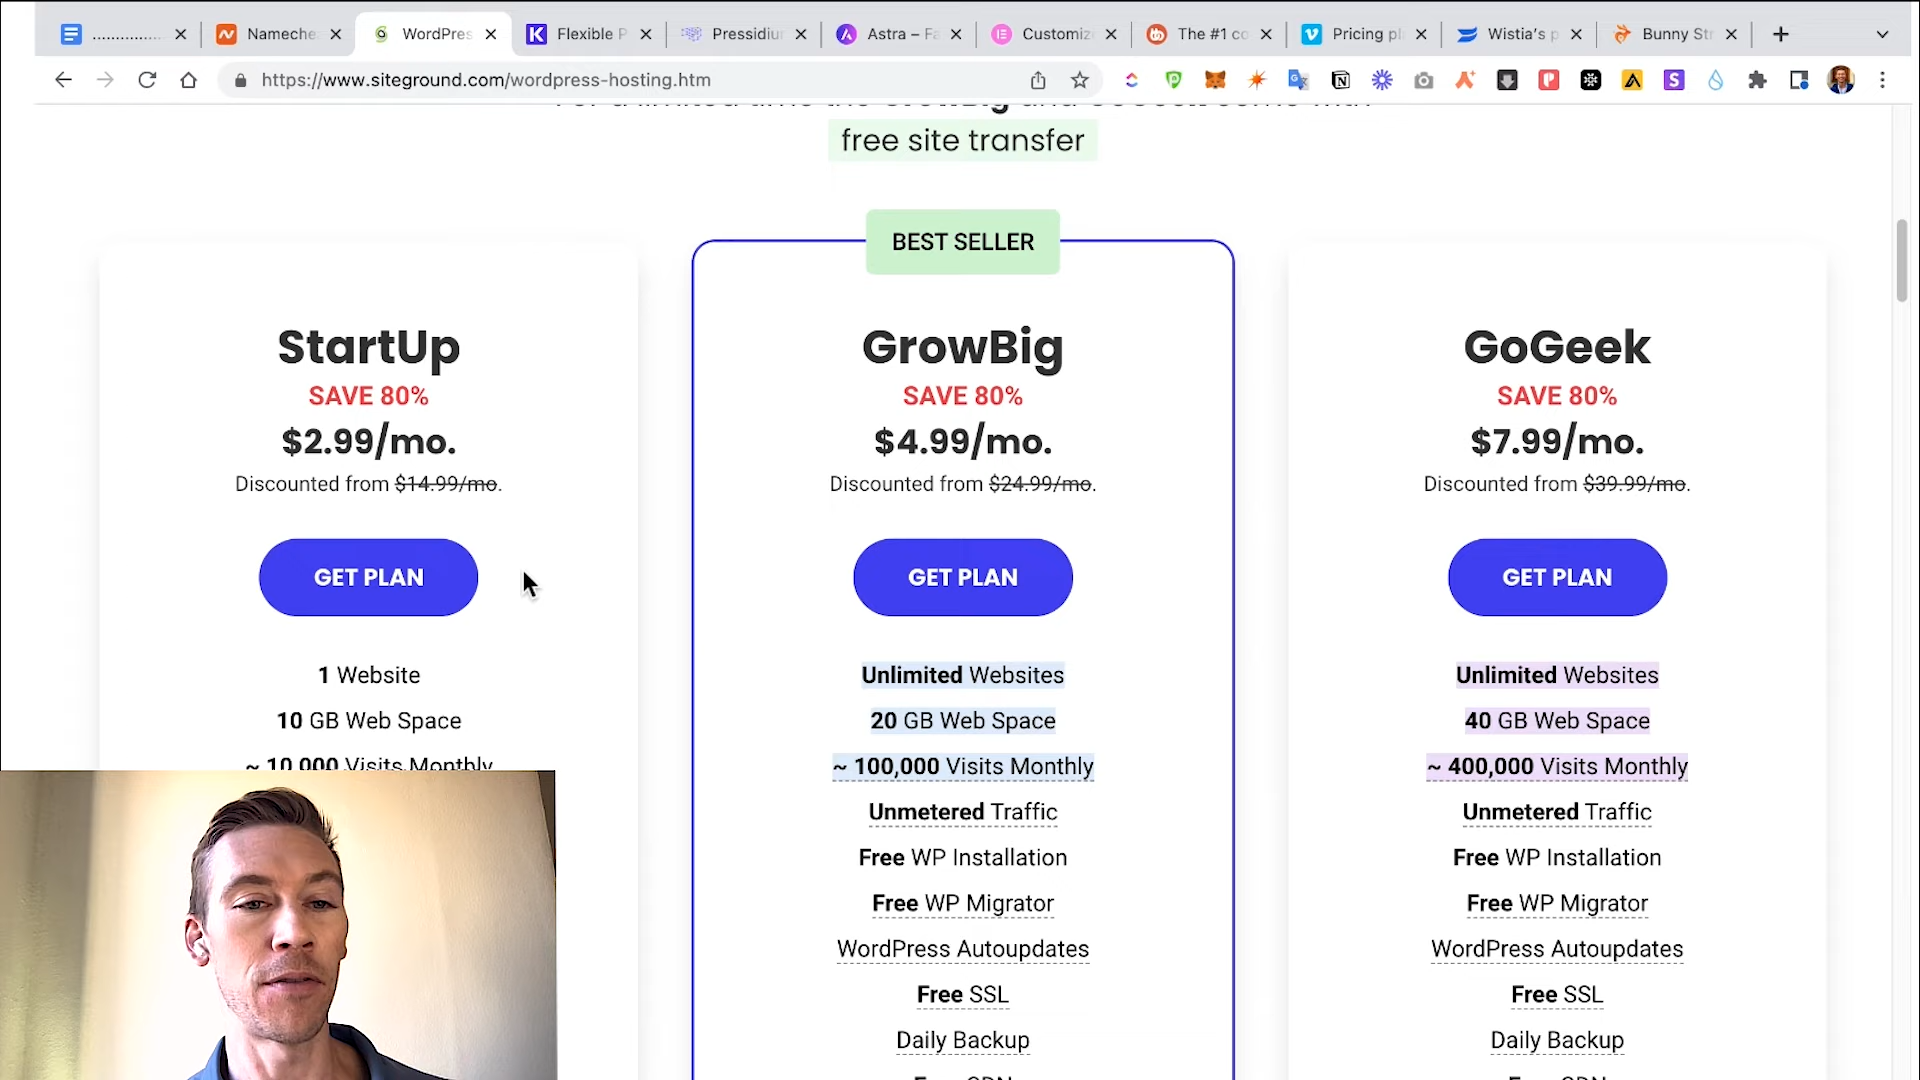 ............... Nameche WordPres Flexible P Pressidiu Astra – Fa Customiz The #1 co Pricing pl Wistia's p Bunny Str
https://www.siteground.com/wordpress-hosting.htm
free site transfer
BEST SELLER
StartUp
SAVE 80%
$2.99/mo.
Discounted from $14.99/mo.
GET PLAN
1 Website
10 GB Web Space
~ 10,000 Visits Monthly
GrowBig
SAVE 80%
$4.99/mo.
Discounted from $24.99/mo.
GET PLAN
Unlimited Websites
20 GB Web Space
~ 100,000 Visits Monthly
Unmetered Traffic
Free WP Installation
Free WP Migrator
WordPress Autoupdates
Free SSL
Daily Backup
GoGeek
SAVE 80%
$7.99/mo.
Discounted from $39.99/mo.
GET PLAN
Unlimited Websites
40 GB Web Space
~ 400,000 Visits Monthly
Unmetered Traffic
Free WP Installation
Free WP Migrator
WordPress Autoupdates
Free SSL
Daily Backup